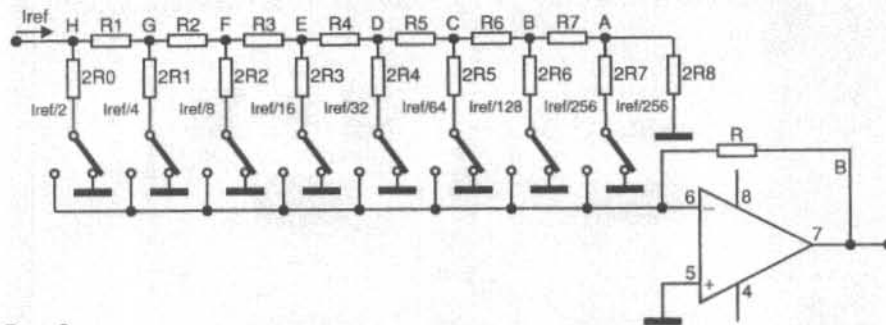 Iref H R1 G R2 F R3 E R4 D R5 C R6 B R7 A
2R0 2R1 2R2 2R3 2R4 2R5 2R6 2R7 2R8
Iref/2 Iref/4 Iref/8 Iref/16 Iref/32 Iref/64 Iref/128 Iref/256 Iref/256
R
B
6 − 8
7
5 + 4